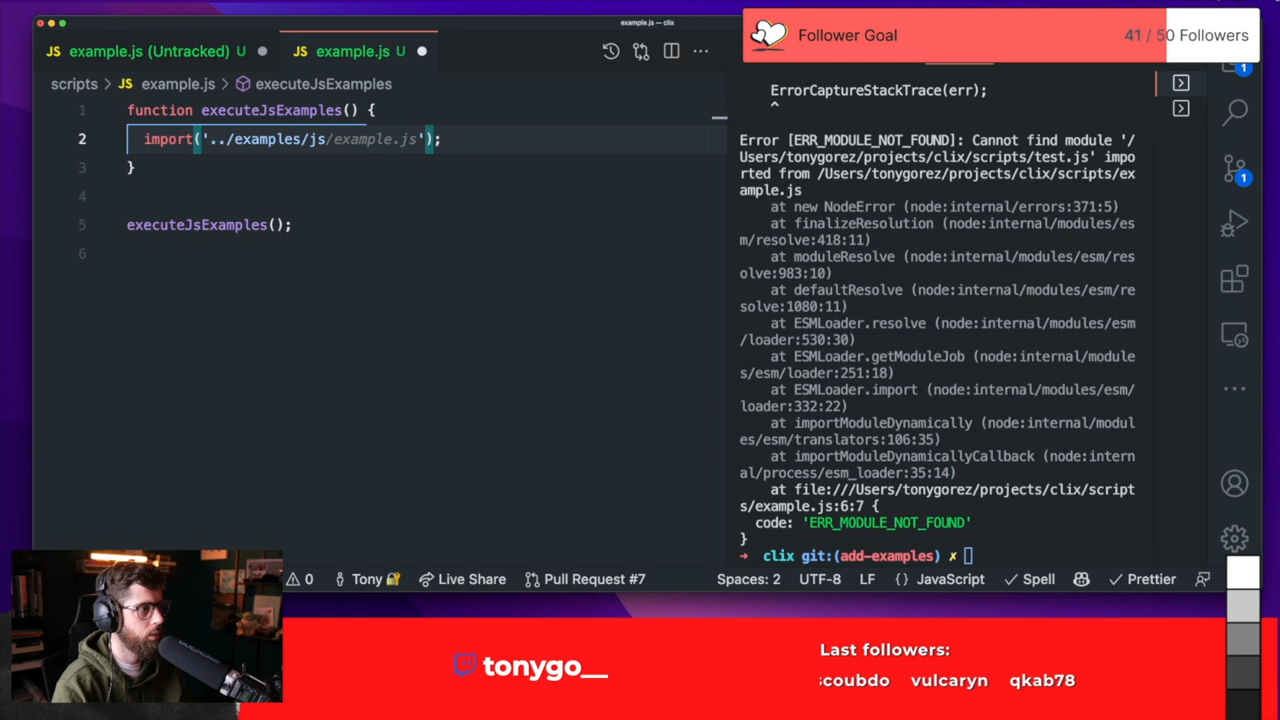 example.js — clix
JS example.js (Untracked) U
JS example.js U
scripts > JS example.js > executeJsExamples
1 function executeJsExamples() {
2 import('../examples/js/example.js');
3 }
4
5 executeJsExamples();
6
Follower Goal
41 / 50 Followers
1
ErrorCaptureStackTrace(err);
^
Error [ERR_MODULE_NOT_FOUND]: Cannot find module '/
Users/tonygorez/projects/clix/scripts/test.js' impo
rted from /Users/tonygorez/projects/clix/scripts/ex
ample.js
at new NodeError (node:internal/errors:371:5)
at finalizeResolution (node:internal/modules/es
m/resolve:418:11)
at moduleResolve (node:internal/modules/esm/res
olve:983:10)
at defaultResolve (node:internal/modules/esm/re
solve:1080:11)
at ESMLoader.resolve (node:internal/modules/esm
/loader:530:30)
at ESMLoader.getModuleJob (node:internal/module
s/esm/loader:251:18)
at ESMLoader.import (node:internal/modules/esm/
loader:332:22)
at importModuleDynamically (node:internal/modul
es/esm/translators:106:35)
at importModuleDynamicallyCallback (node:intern
al/process/esm_loader:35:14)
at file:///Users/tonygorez/projects/clix/script
s/example.js:6:7 {
code: 'ERR_MODULE_NOT_FOUND'
}
➜ clix git:(add-examples) ✗
1
0 Tony Live Share Pull Request #7 Spaces: 2 UTF-8 LF {} JavaScript ✓ Spell ✓ Prettier
tonygo__
Last followers:
scoubdo vulcaryn qkab78